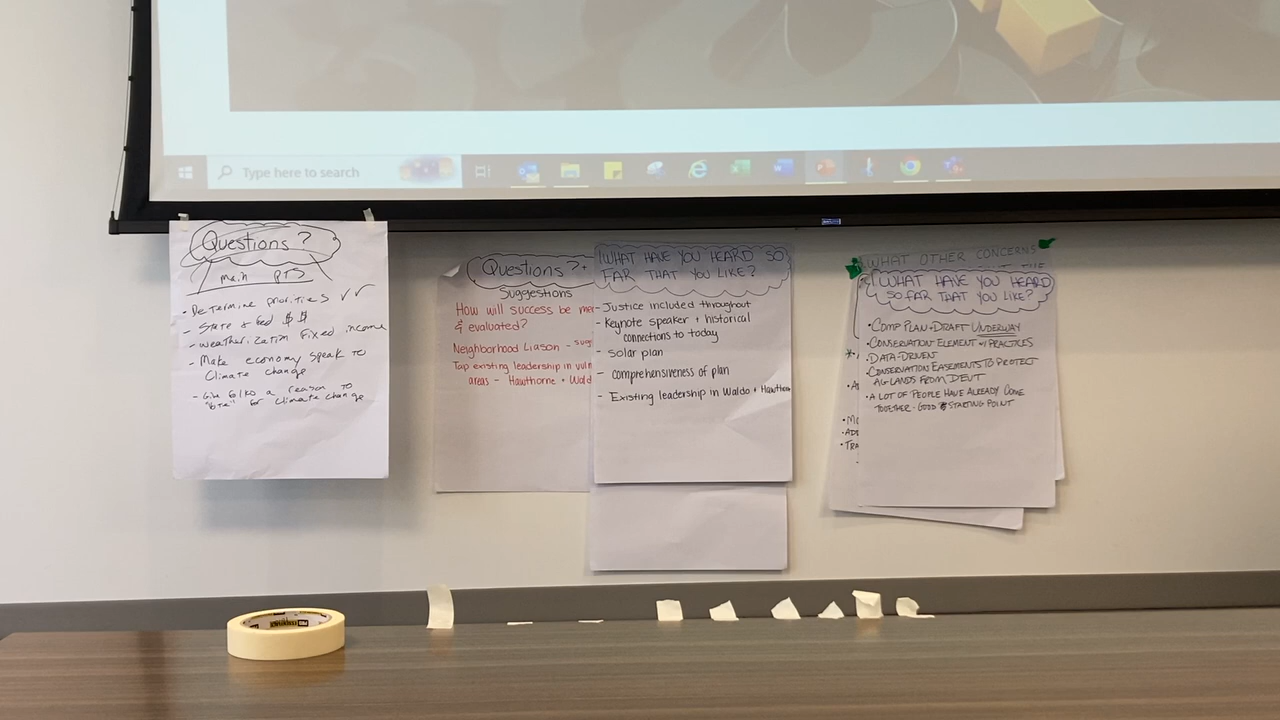 Type here to search
Questions?
main pts
- Determine priorities ✓✓
- State & fed $ $
- weatherization Fixed income
- Make economy speak to
Climate change
- Give folks a reason to
for Climate change
Questions?
Suggestions
How will success be
& evaluated?
Neighborhood Liason -
Tap existing leadership in
areas - Hawthorne +
WHAT HAVE YOU HEARD SO
FAR THAT YOU LIKE?
- Justice included throughout
- Keynote speaker + historical
connections to today
- solar plan
- comprehensiveness of plan
- Existing leadership in Waldo +
WHAT OTHER CONCERNS
WHAT HAVE YOU HEARD
SO FAR THAT YOU LIKE?
• COMP PLAN + DRAFT UNDERWAY
• CONSERVATION ELEMENT w/ PRACTICES
• DATA-DRIVEN
• CONSERVATION EASEMENTS TO PROTECT
AG LANDS FROM DEVT
• A LOT OF PEOPLE HAVE ALREADY COME
TOGETHER - GOOD STARTING POINT